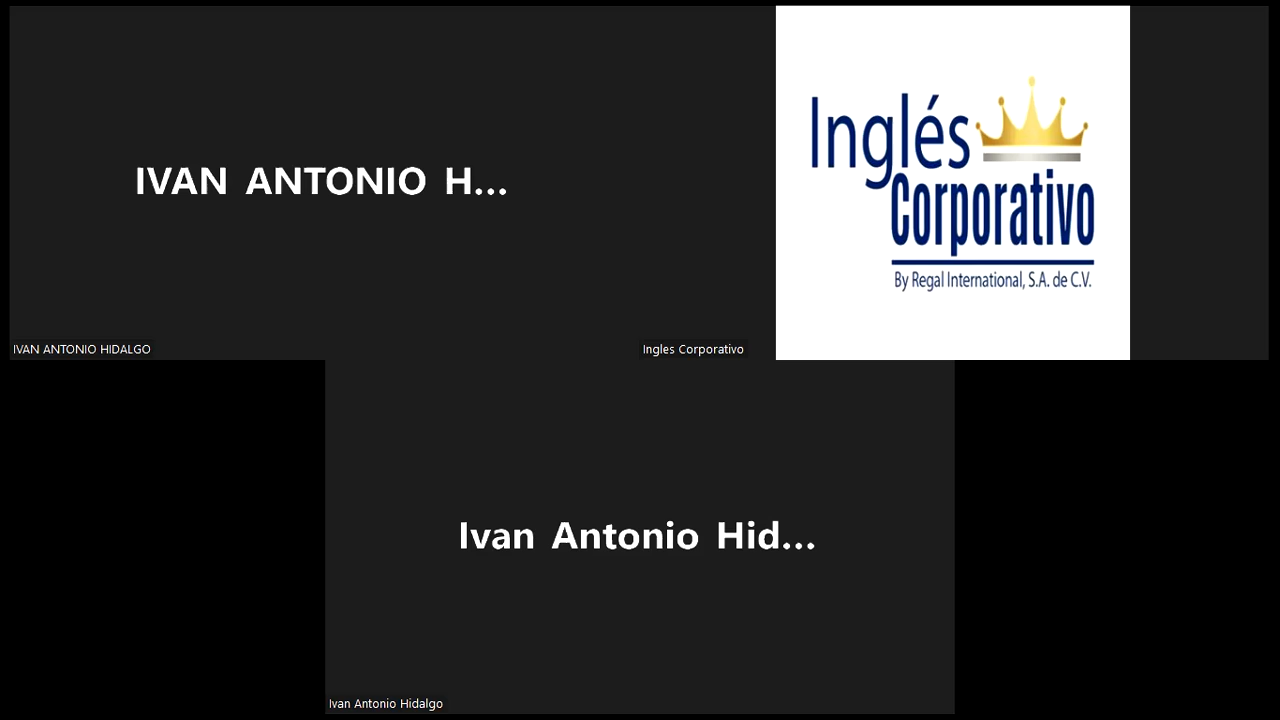 IVAN ANTONIO H...
Inglés
Corporativo
By Regal International, S.A. de C.V.
IVAN ANTONIO HIDALGO
Ingles Corporativo
Ivan Antonio Hid...
Ivan Antonio Hidalgo